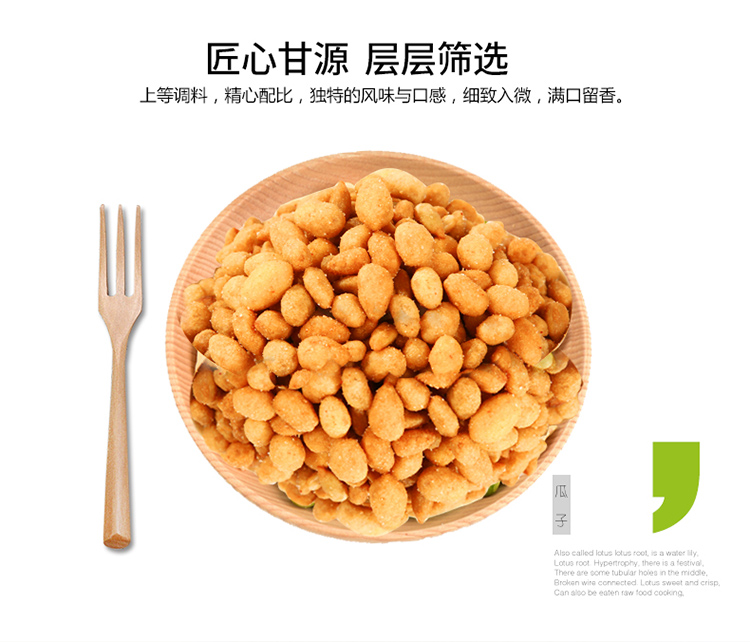 匠心甘源 层层筛选
上等调料，精心配比，独特的风味与口感，细致入微，满口留香。
瓜
子
Also called lotus lotus root, is a water lily,
Lotus root. Hypertrophy, there is a festival,
There are some tubular holes in the middle,
Broken wire connected. Lotus sweet and crisp,
Can also be eaten raw food cooking,